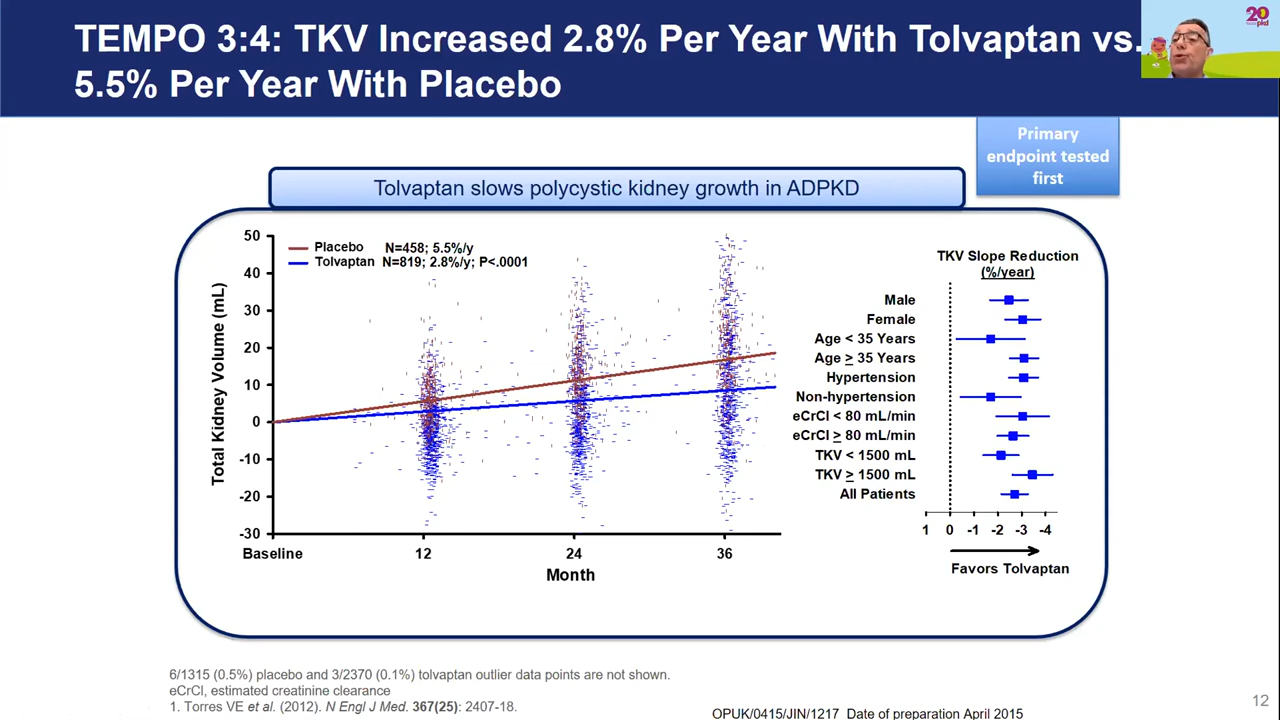 TEMPO 3:4: TKV Increased 2.8% Per Year With Tolvaptan vs.
5.5% Per Year With Placebo
20
pkd
Primary
endpoint tested
first
Tolvaptan slows polycystic kidney growth in ADPKD
Placebo N=458; 5.5%/y
Tolvaptan N=819; 2.8%/y; P<.0001
Total Kidney Volume (mL)
50
40
30
20
10
0
-10
-20
-30
Baseline 12 24 36
Month
TKV Slope Reduction
(%/year)
Male
Female
Age < 35 Years
Age ≥ 35 Years
Hypertension
Non-hypertension
eCrCl < 80 mL/min
eCrCl ≥ 80 mL/min
TKV < 1500 mL
TKV ≥ 1500 mL
All Patients
1 0 -1 -2 -3 -4
Favors Tolvaptan
6/1315 (0.5%) placebo and 3/2370 (0.1%) tolvaptan outlier data points are not shown.
eCrCl, estimated creatinine clearance
1. Torres VE et al. (2012). N Engl J Med. 367(25): 2407-18.
OPUK/0415/JIN/1217 Date of preparation April 2015
12